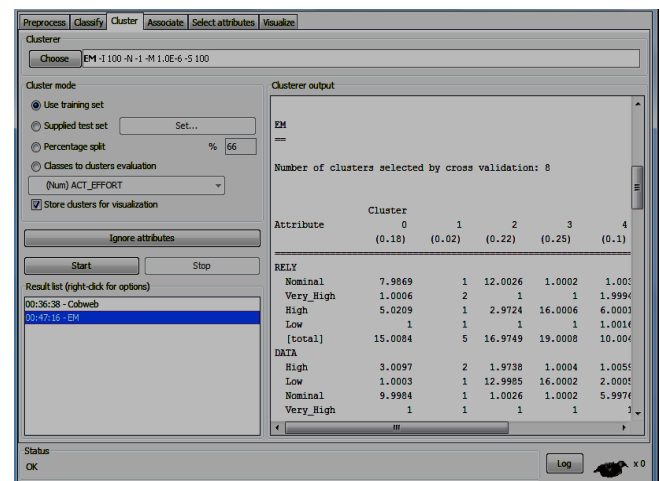 Preprocess Classify Cluster Associate Select attributes Visualize
Clusterer
Choose EM -I 100 -N -1 -M 1.0E-6 -S 100
Cluster mode
Use training set
Supplied test set Set...
Percentage split % 66
Classes to clusters evaluation
(Num) ACT_EFFORT
Store clusters for visualization
Ignore attributes
Start Stop
Result list (right-click for options)
00:36:38 - Cobweb
00:47:16 - EM
Clusterer output
EM
==
Number of clusters selected by cross validation: 8
Cluster
Attribute 0 1 2 3 4
(0.18) (0.02) (0.22) (0.25) (0.1)
RELY
Nominal 7.9869 1 12.0026 1.0002 1.003
Very_High 1.0006 2 1 1 1.9994
High 5.0209 1 2.9724 16.0006 6.0001
Low 1 1 1 1 1.0016
[total] 15.0084 5 16.9749 19.0008 10.004
DATA
High 3.0097 2 1.9738 1.0004 1.0059
Low 1.0003 1 12.9985 16.0002 2.0005
Nominal 9.9984 1 1.0026 1.0002 5.9976
Very_High 1 1 1 1 1
Status
OK
Log x 0